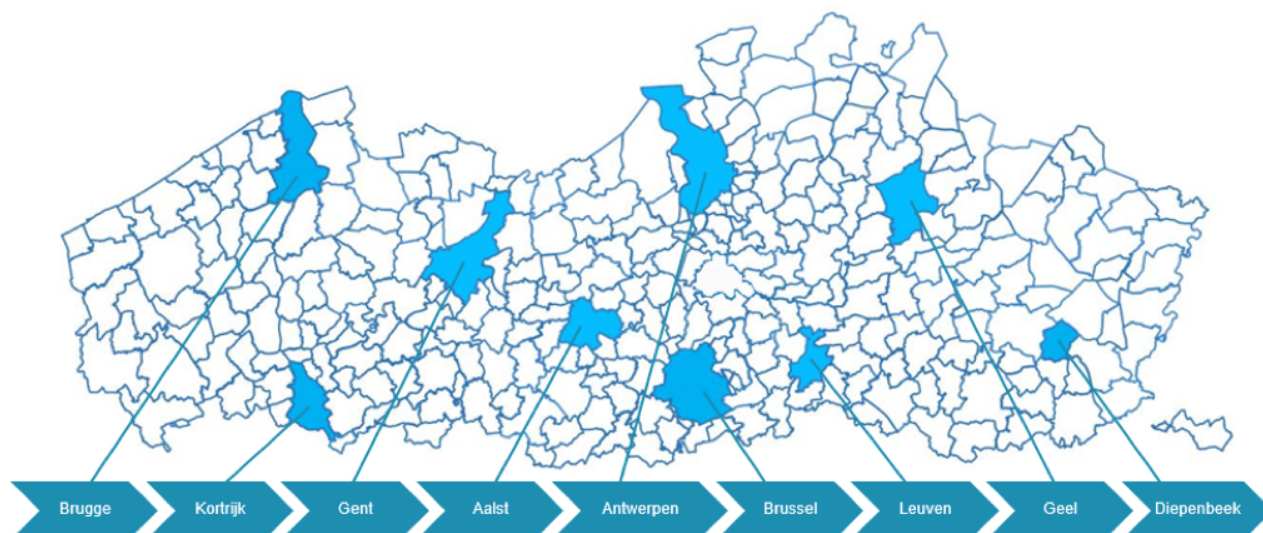 Brugge
Kortrijk
Gent
Aalst
Antwerpen
Brussel
Leuven
Geel
Diepenbeek